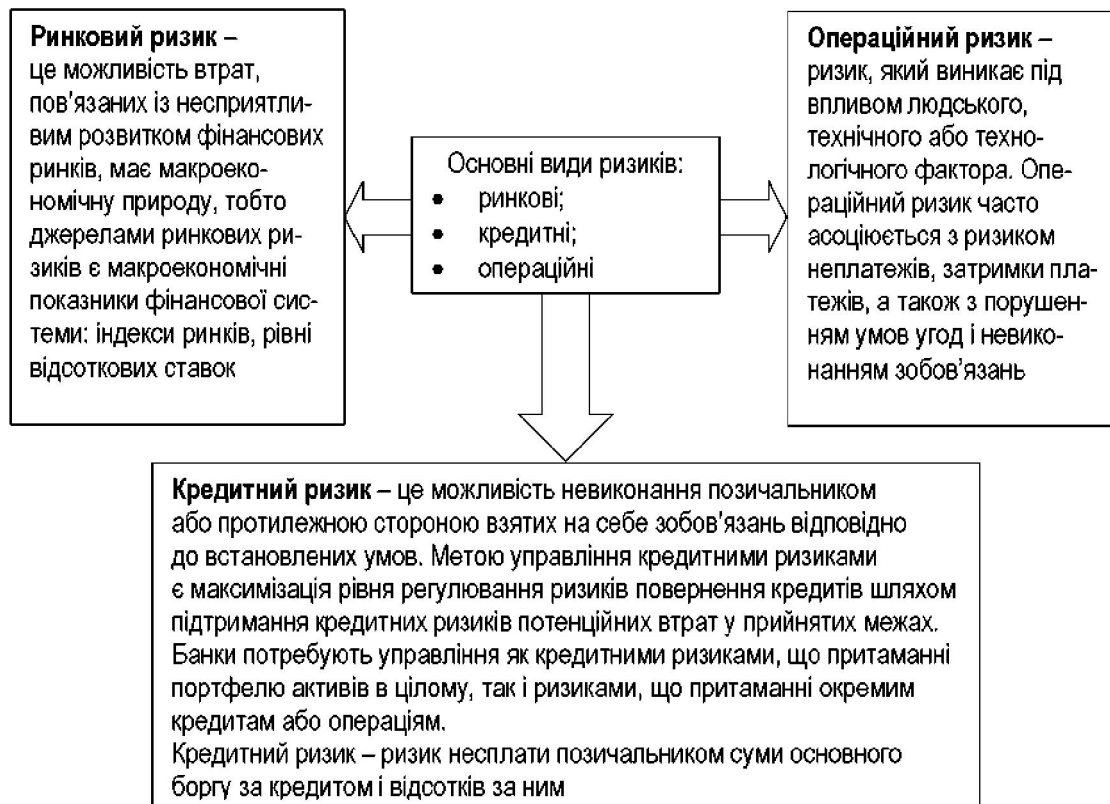 Ринковий ризик –
це можливість втрат,
пов’язаних із несприятли-
вим розвитком фінансових
ринків, має макроеко-
номічну природу, тобто
джерелами ринкових ри-
зиків є макроекономічні
показники фінансової сис-
теми: індекси ринків, рівні
відсоткових ставок
Основні види ризиків:
• ринкові;
• кредитні;
• операційні
Операційний ризик –
ризик, який виникає під
впливом людського,
технічного або техно-
логічного фактора. Опе-
раційний ризик часто
асоціюється з ризиком
неплатежів, затримки пла-
тежів, а також з порушен-
ням умов угод і невико-
нанням зобов’язань
Кредитний ризик – це можливість невиконання позичальником
або протилежною стороною взятих на себе зобов’язань відповідно
до встановлених умов. Метою управління кредитними ризиками
є максимізація рівня регулювання ризиків повернення кредитів шляхом
підтримання кредитних ризиків потенційних втрат у прийнятих межах.
Банки потребують управління як кредитними ризиками, що притаманні
портфелю активів в цілому, так і ризиками, що притаманні окремим
кредитам або операціям.
Кредитний ризик – ризик несплати позичальником суми основного
боргу за кредитом і відсотків за ним